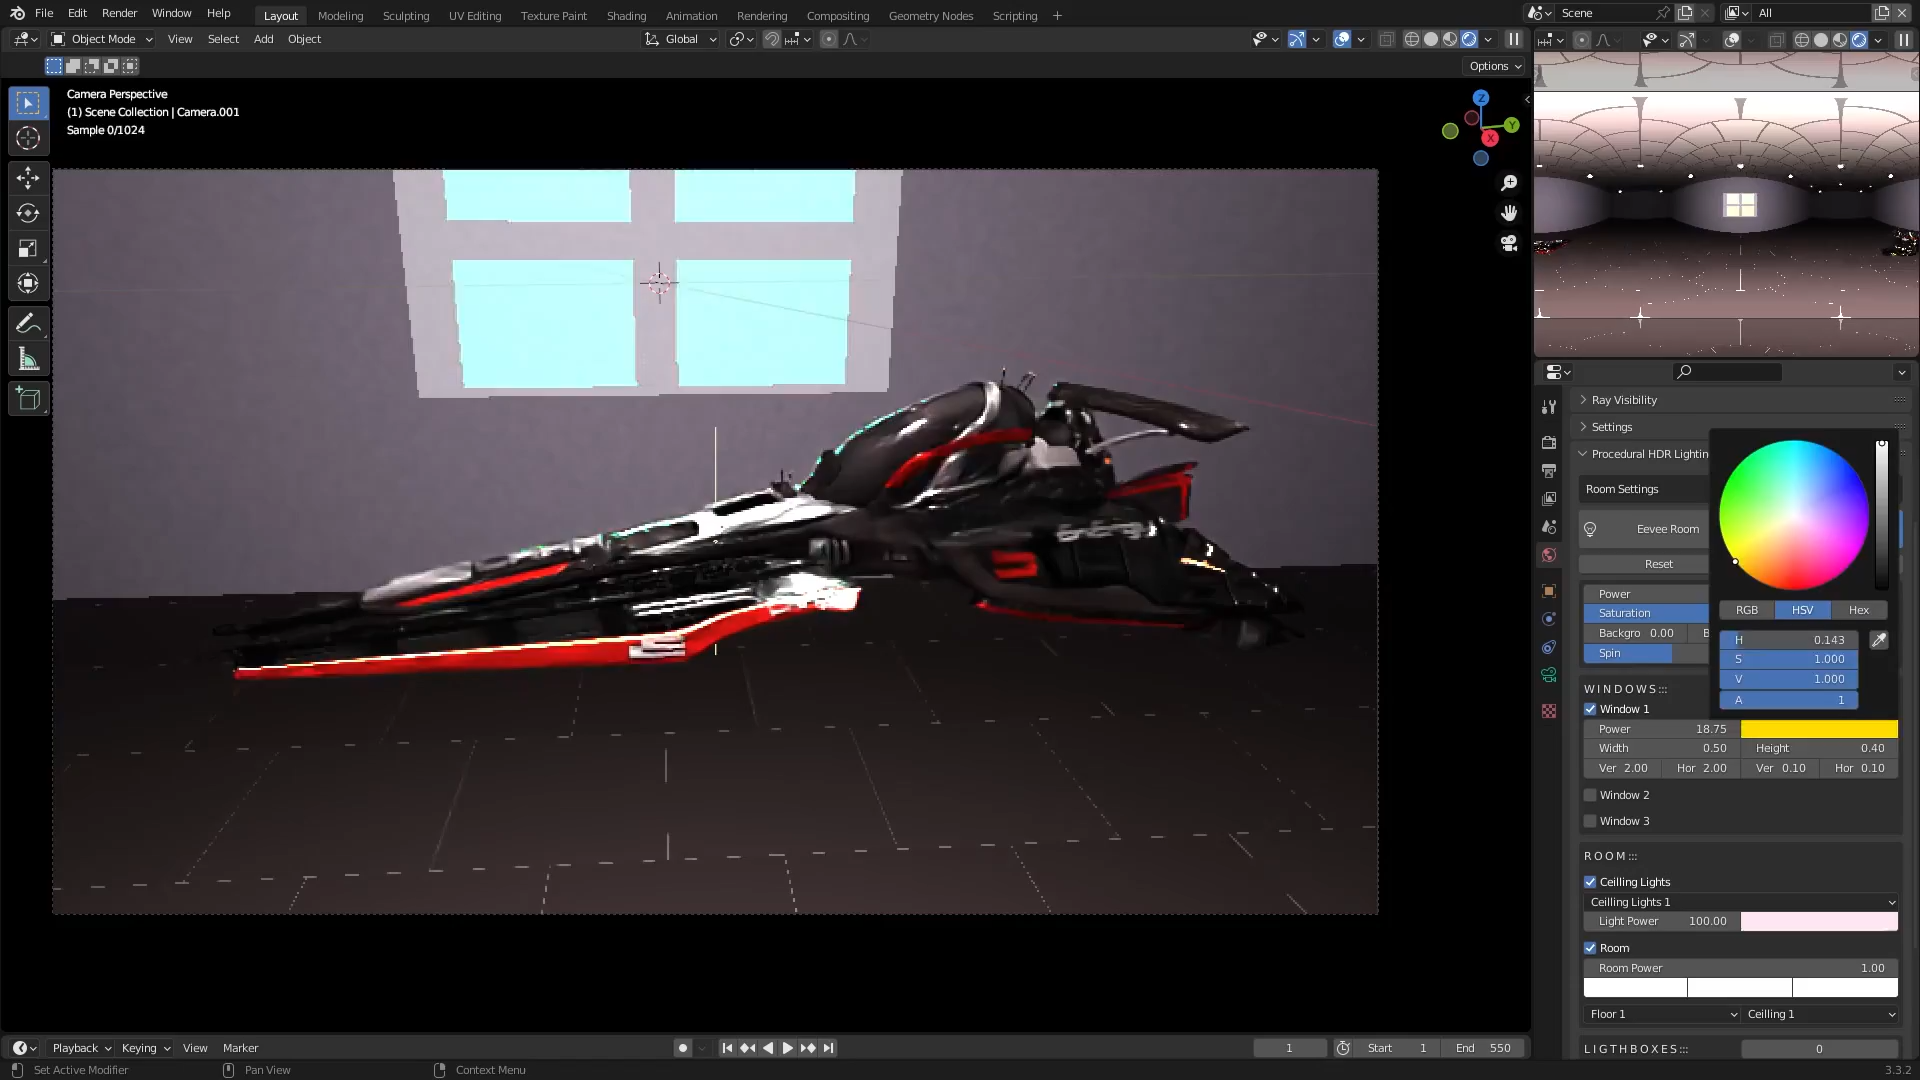 File Edit Render Window Help Layout Modeling Sculpting UV Editing Texture Paint Shading Animation Rendering Compositing Geometry Nodes Scripting + Scene All
Object Mode View Select Add Object Global
Options
Camera Perspective
(1) Scene Collection | Camera.001
Sample 0/1024
Z
Y
X
Ray Visibility
Settings
Procedural HDR Lightin
Room Settings
Eevee Room
Reset
Power
Saturation
Backgro 0.00 B
Spin
RGB HSV Hex
H 0.143
S 1.000
V 1.000
A 1
WINDOWS:::
Window 1
Power 18.75
Width 0.50 Height 0.40
Ver 2.00 Hor 2.00 Ver 0.10 Hor 0.10
Window 2
Window 3
ROOM:::
Ceilling Lights
Ceilling Lights 1
Light Power 100.00
Room
Room Power 1.00
Floor 1 Ceilling 1
LIGTHBOXES::: 0
Playback Keying View Marker 1 Start 1 End 550
Set Active Modifier Pan View Context Menu 3.3.2